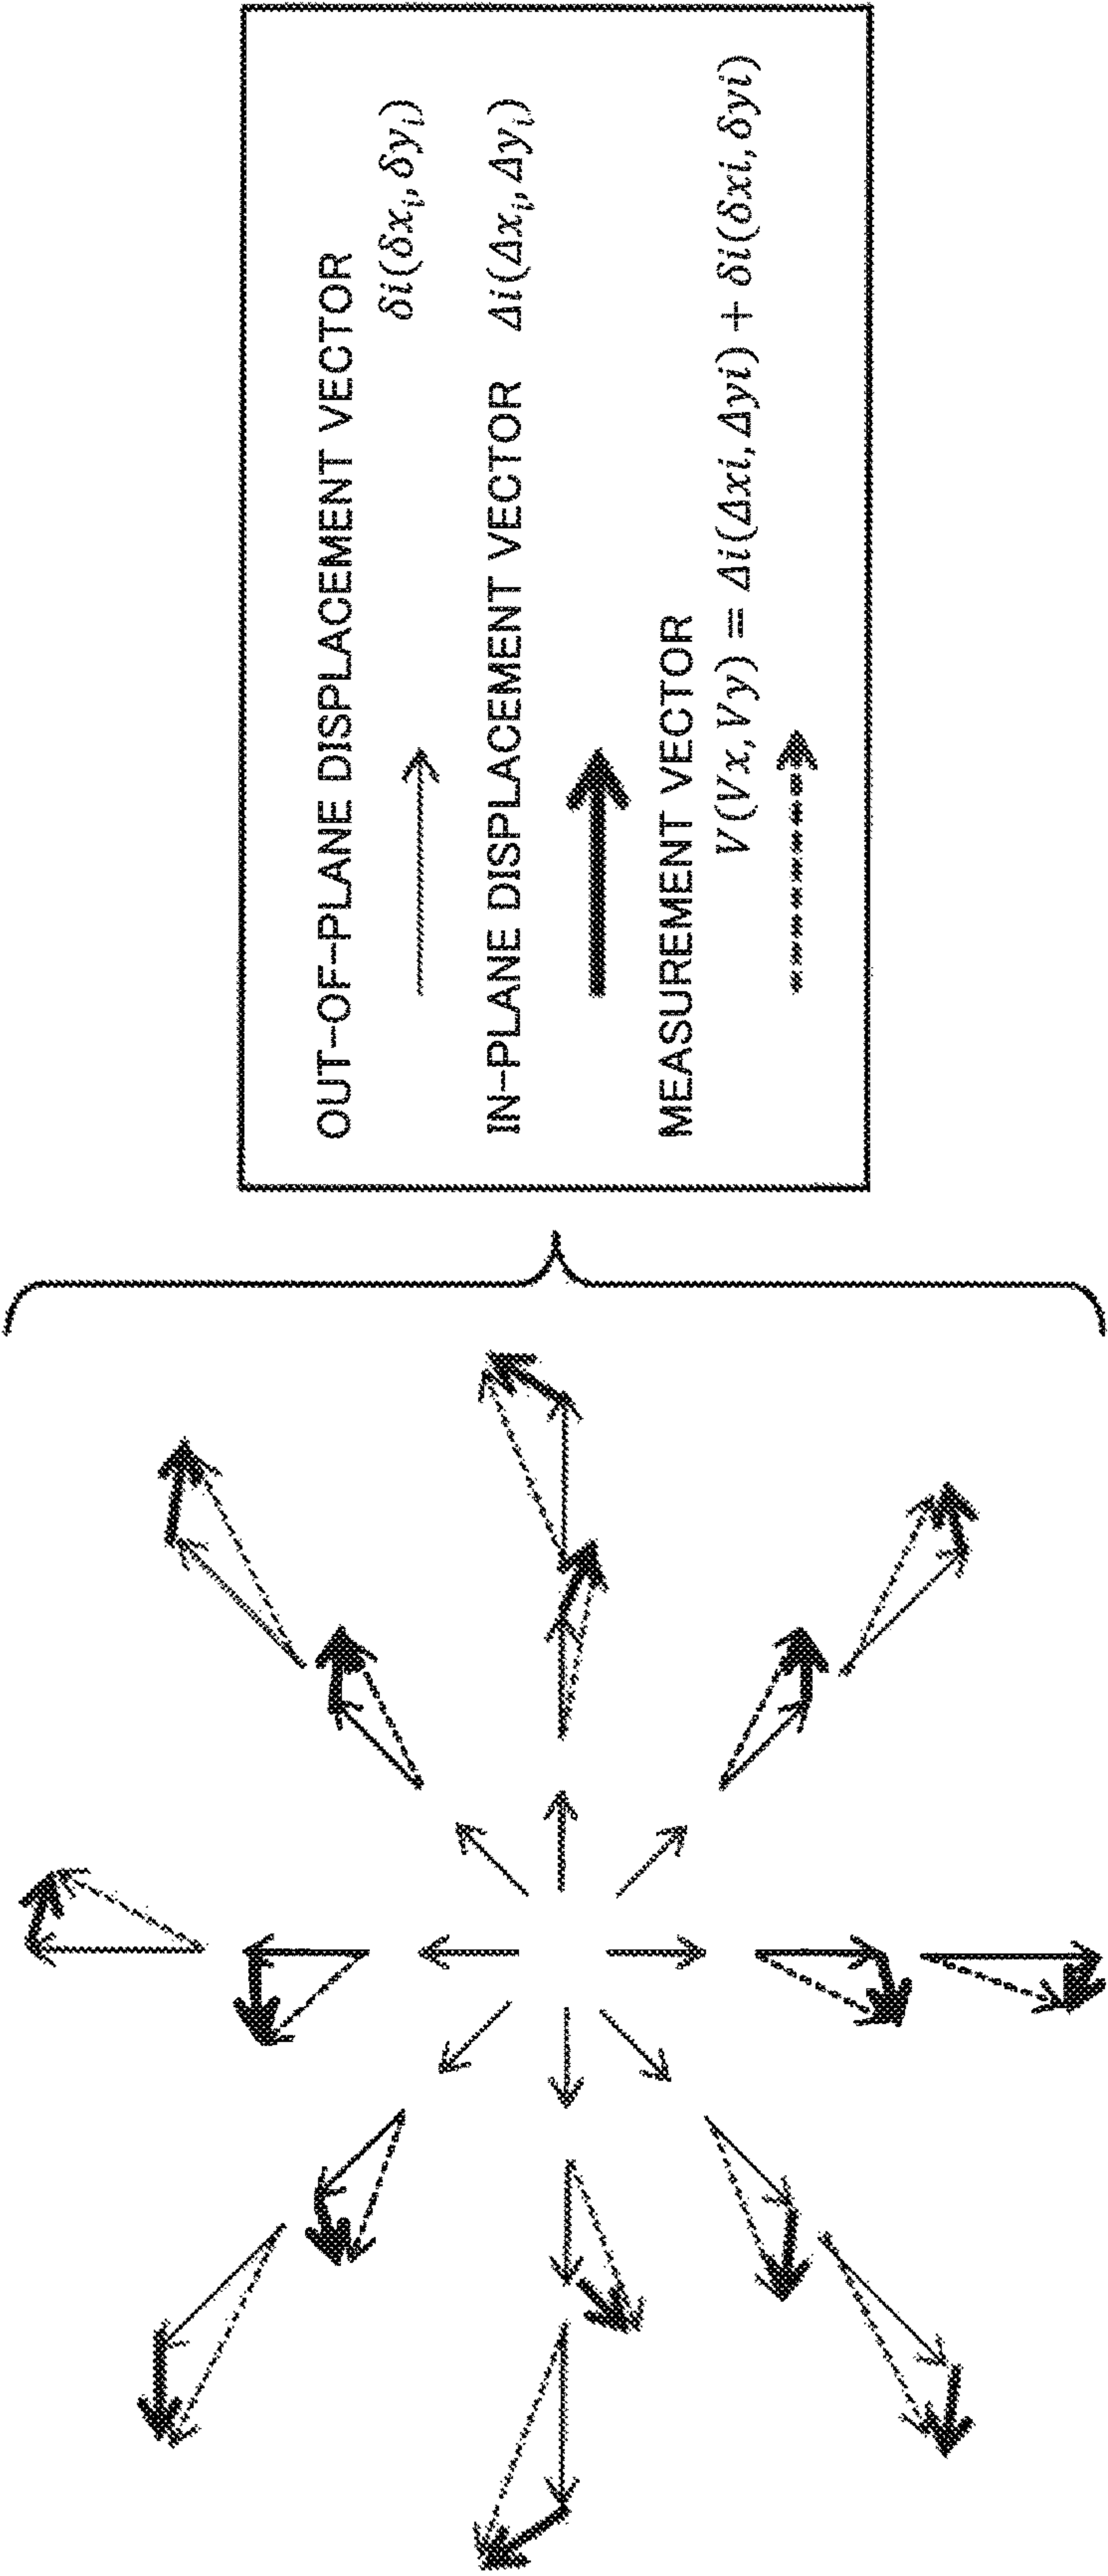 OUT-OF-PLANE DISPLACEMENT VECTOR
δi(δx_i, δy_i)
IN-PLANE DISPLACEMENT VECTOR Δi(Δx_i, Δy_i)
MEASUREMENT VECTOR
V(Vx, Vy) = Δi(Δxi, Δyi) + δi(δxi, δyi)